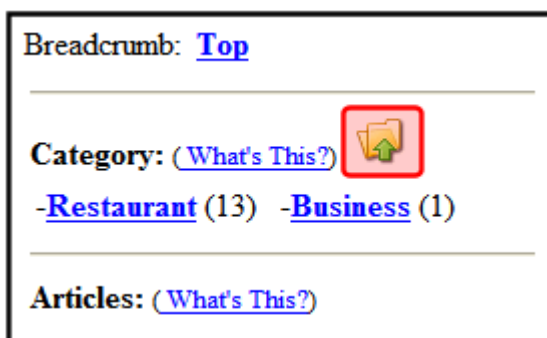 Breadcrumb: Top
Category: ( What's This?)
-Restaurant (13) -Business (1)
Articles: ( What's This?)